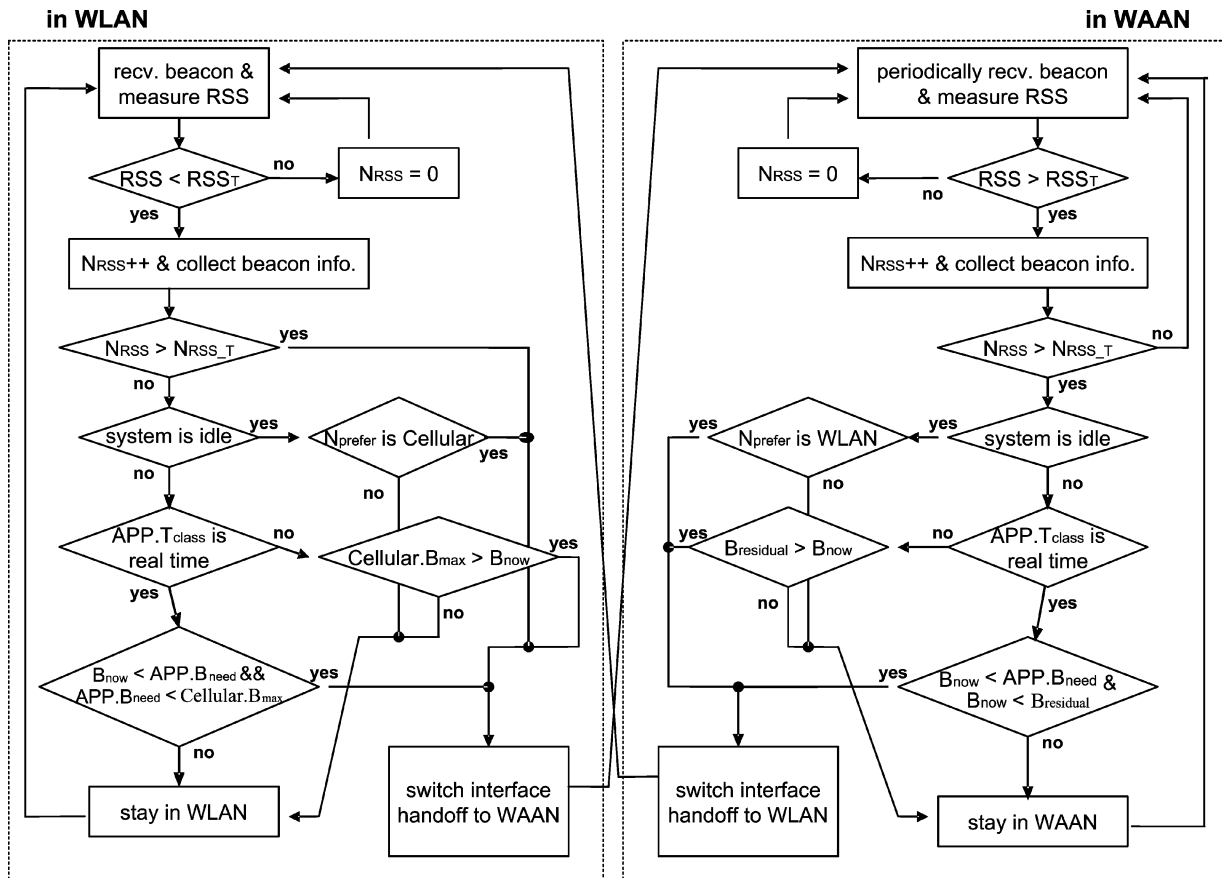 in WLAN
recv. beacon &
measure RSS
RSS < RSST
no
NRSS = 0
yes
NRSS++ & collect beacon info.
NRSS > NRSS_T
yes
no
system is idle
yes
Nprefer is Cellular
yes
no
no
APP.Tclass is
real time
no
Cellular.Bmax > Bnow
yes
no
yes
Bnow < APP.Bneed &&
APP.Bneed < Cellular.Bmax
yes
no
stay in WLAN
switch interface
handoff to WAAN
in WAAN
periodically recv. beacon
& measure RSS
NRSS = 0
no
RSS > RSST
yes
NRSS++ & collect beacon info.
NRSS > NRSS_T
no
yes
yes
Nprefer is WLAN
yes
system is idle
no
no
yes
Bresidual > Bnow
no
APP.Tclass is
real time
no
yes
yes
Bnow < APP.Bneed &
Bnow < Bresidual
no
switch interface
handoff to WLAN
stay in WAAN